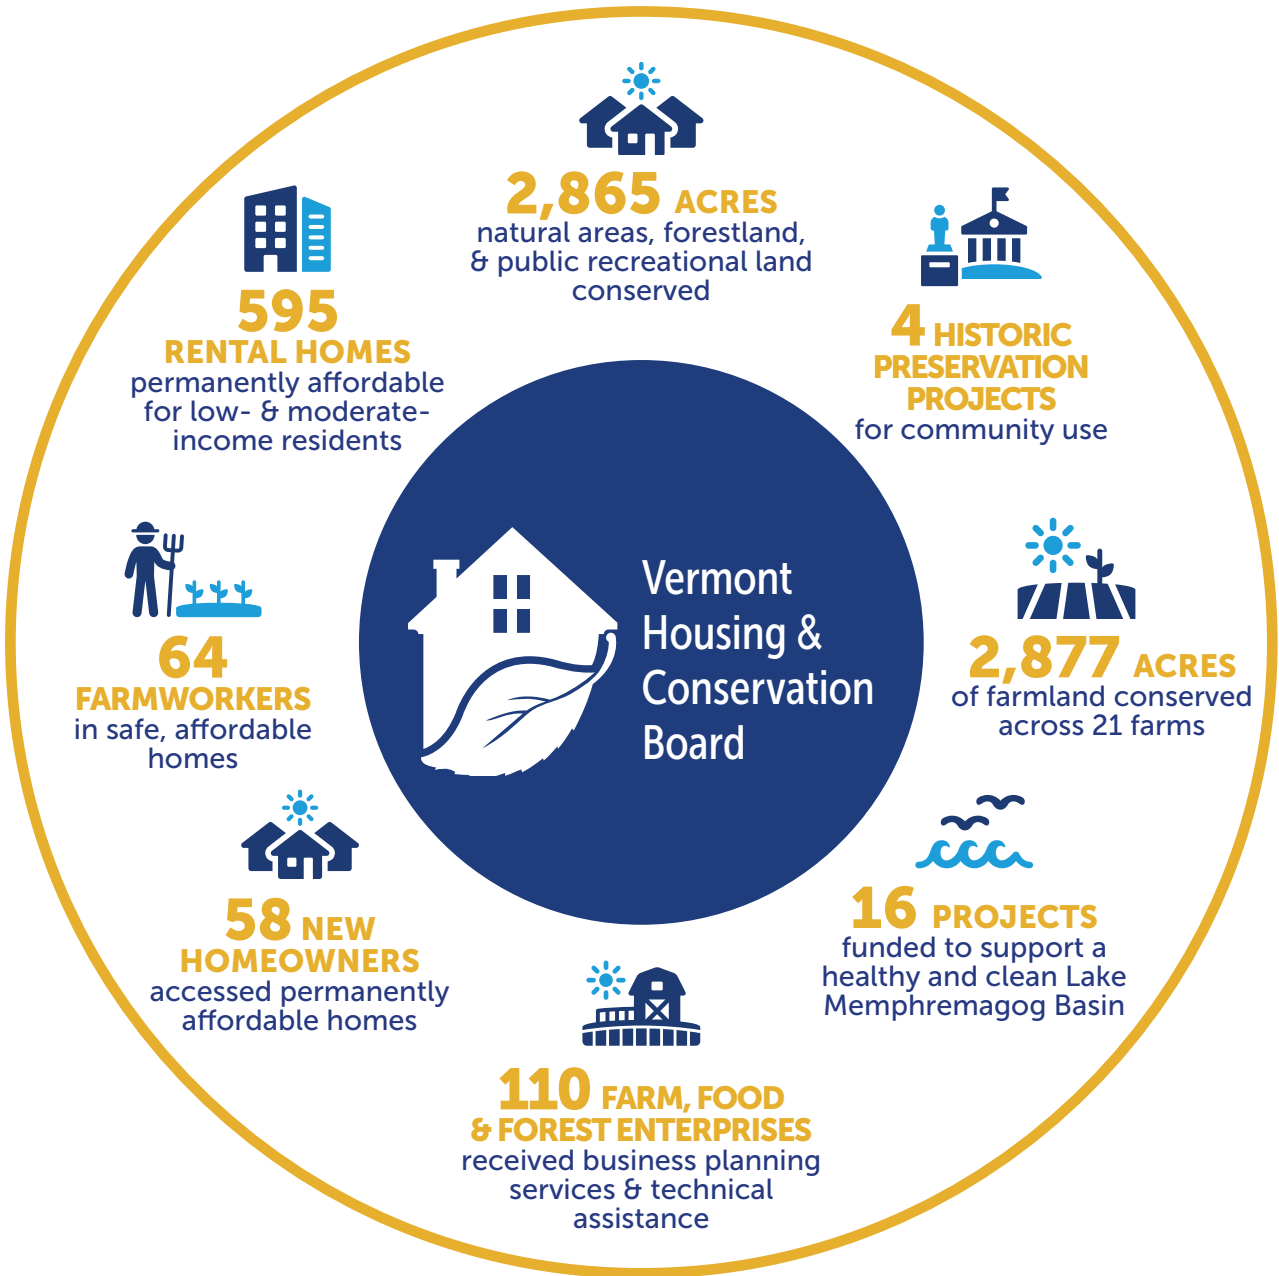 2,865 ACRES
natural areas, forestland,
& public recreational land
conserved
4 HISTORIC
PRESERVATION
PROJECTS
for community use
2,877 ACRES
of farmland conserved
across 21 farms
16 PROJECTS
funded to support a
healthy and clean Lake
Memphremagog Basin
110 FARM, FOOD
& FOREST ENTERPRISES
received business planning
services & technical
assistance
58 NEW
HOMEOWNERS
accessed permanently
affordable homes
64
FARMWORKERS
in safe, affordable
homes
595
RENTAL HOMES
permanently affordable
for low- & moderate-
income residents
Vermont
Housing &
Conservation
Board